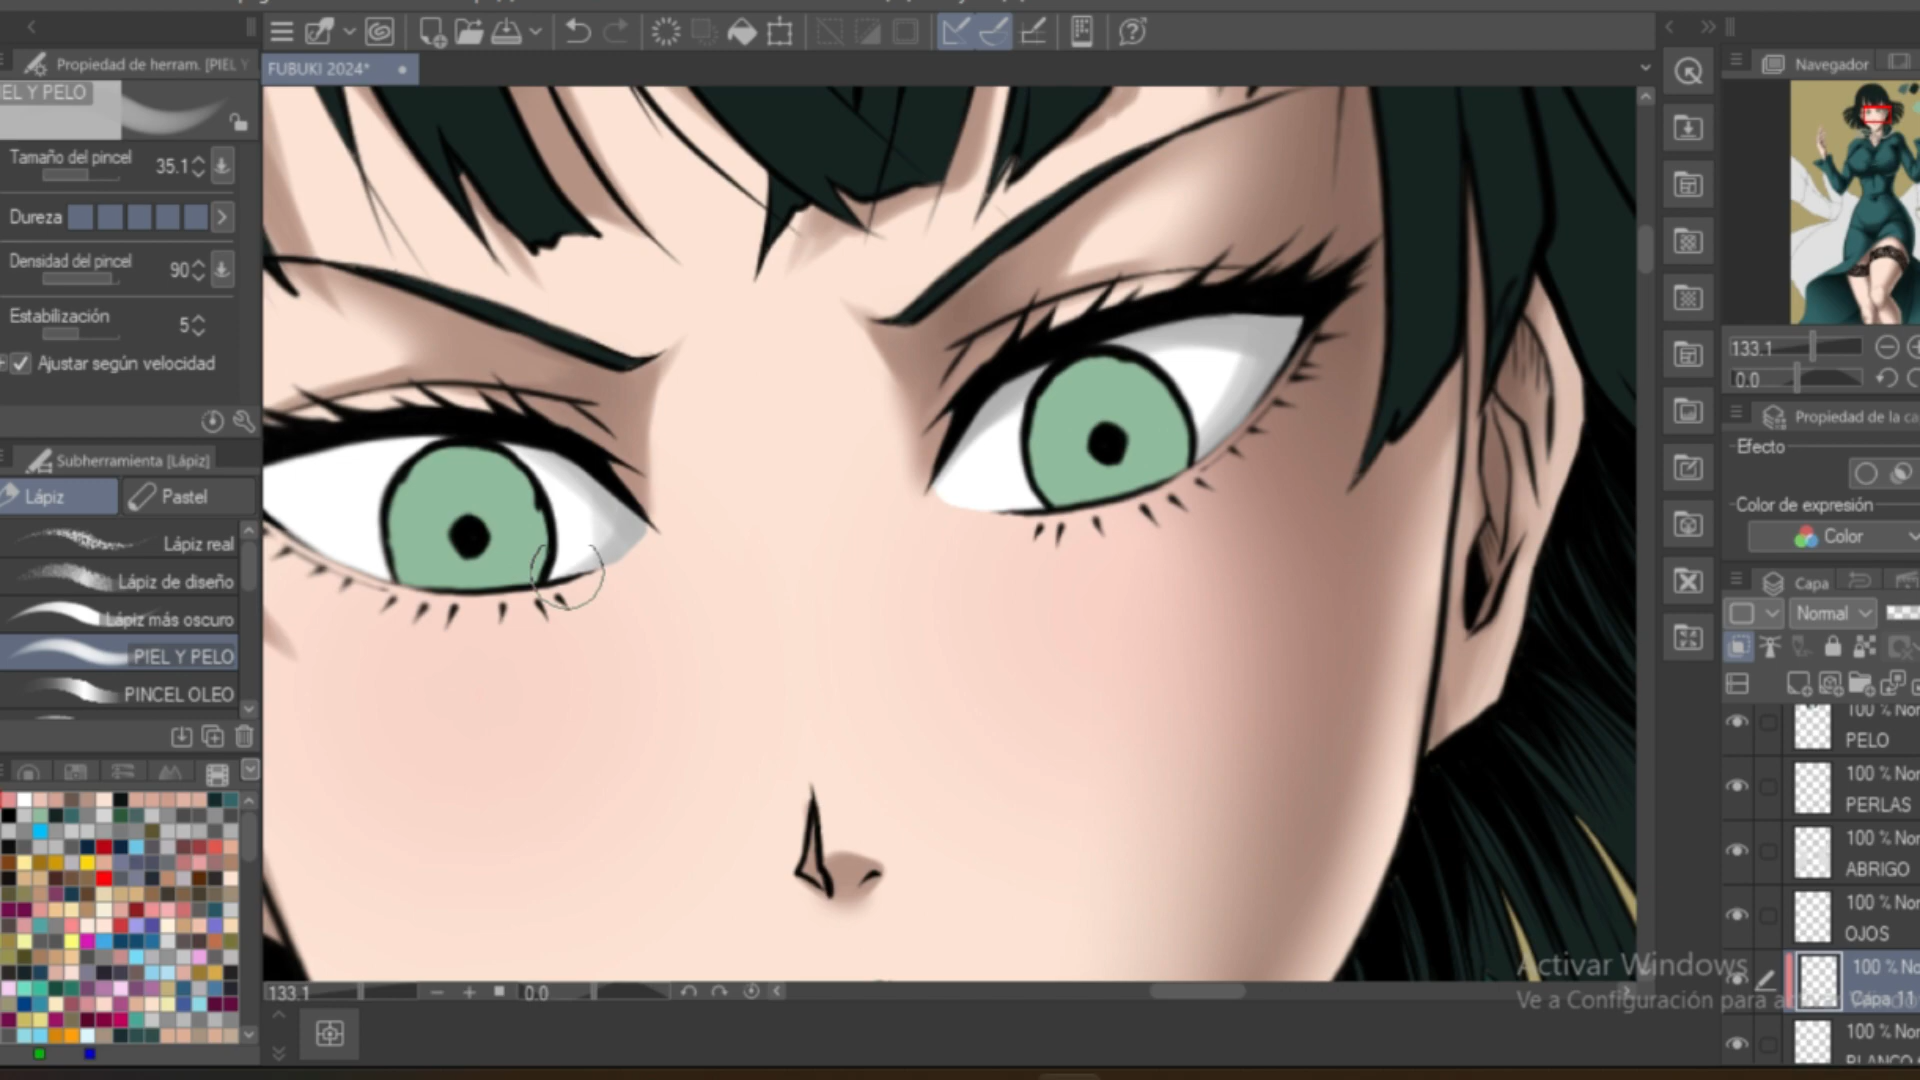 FUBUKI 2024*
Propiedad de herram. [PIEL Y
EL Y PELO
Tamaño del pincel 35.1
Dureza
Densidad del pincel 90
Estabilización 5
Ajustar según velocidad
Subherramienta [Lápiz]
Lápiz
Pastel
Lápiz real
Lápiz de diseño
Lápiz más oscuro
PIEL Y PELO
PINCEL OLEO
133.1
0.0
Navegador
133.1
0.0
Propiedad de la ca
Efecto
Color de expresión
Color
Capa
Normal
100 % Nor
PELO
100 % Nor
PERLAS
100 % Nor
ABRIGO
100 % Nor
OJOS
100 % No
Capa 11
100 % Nor
Activar Windows
Ve a Configuración para a